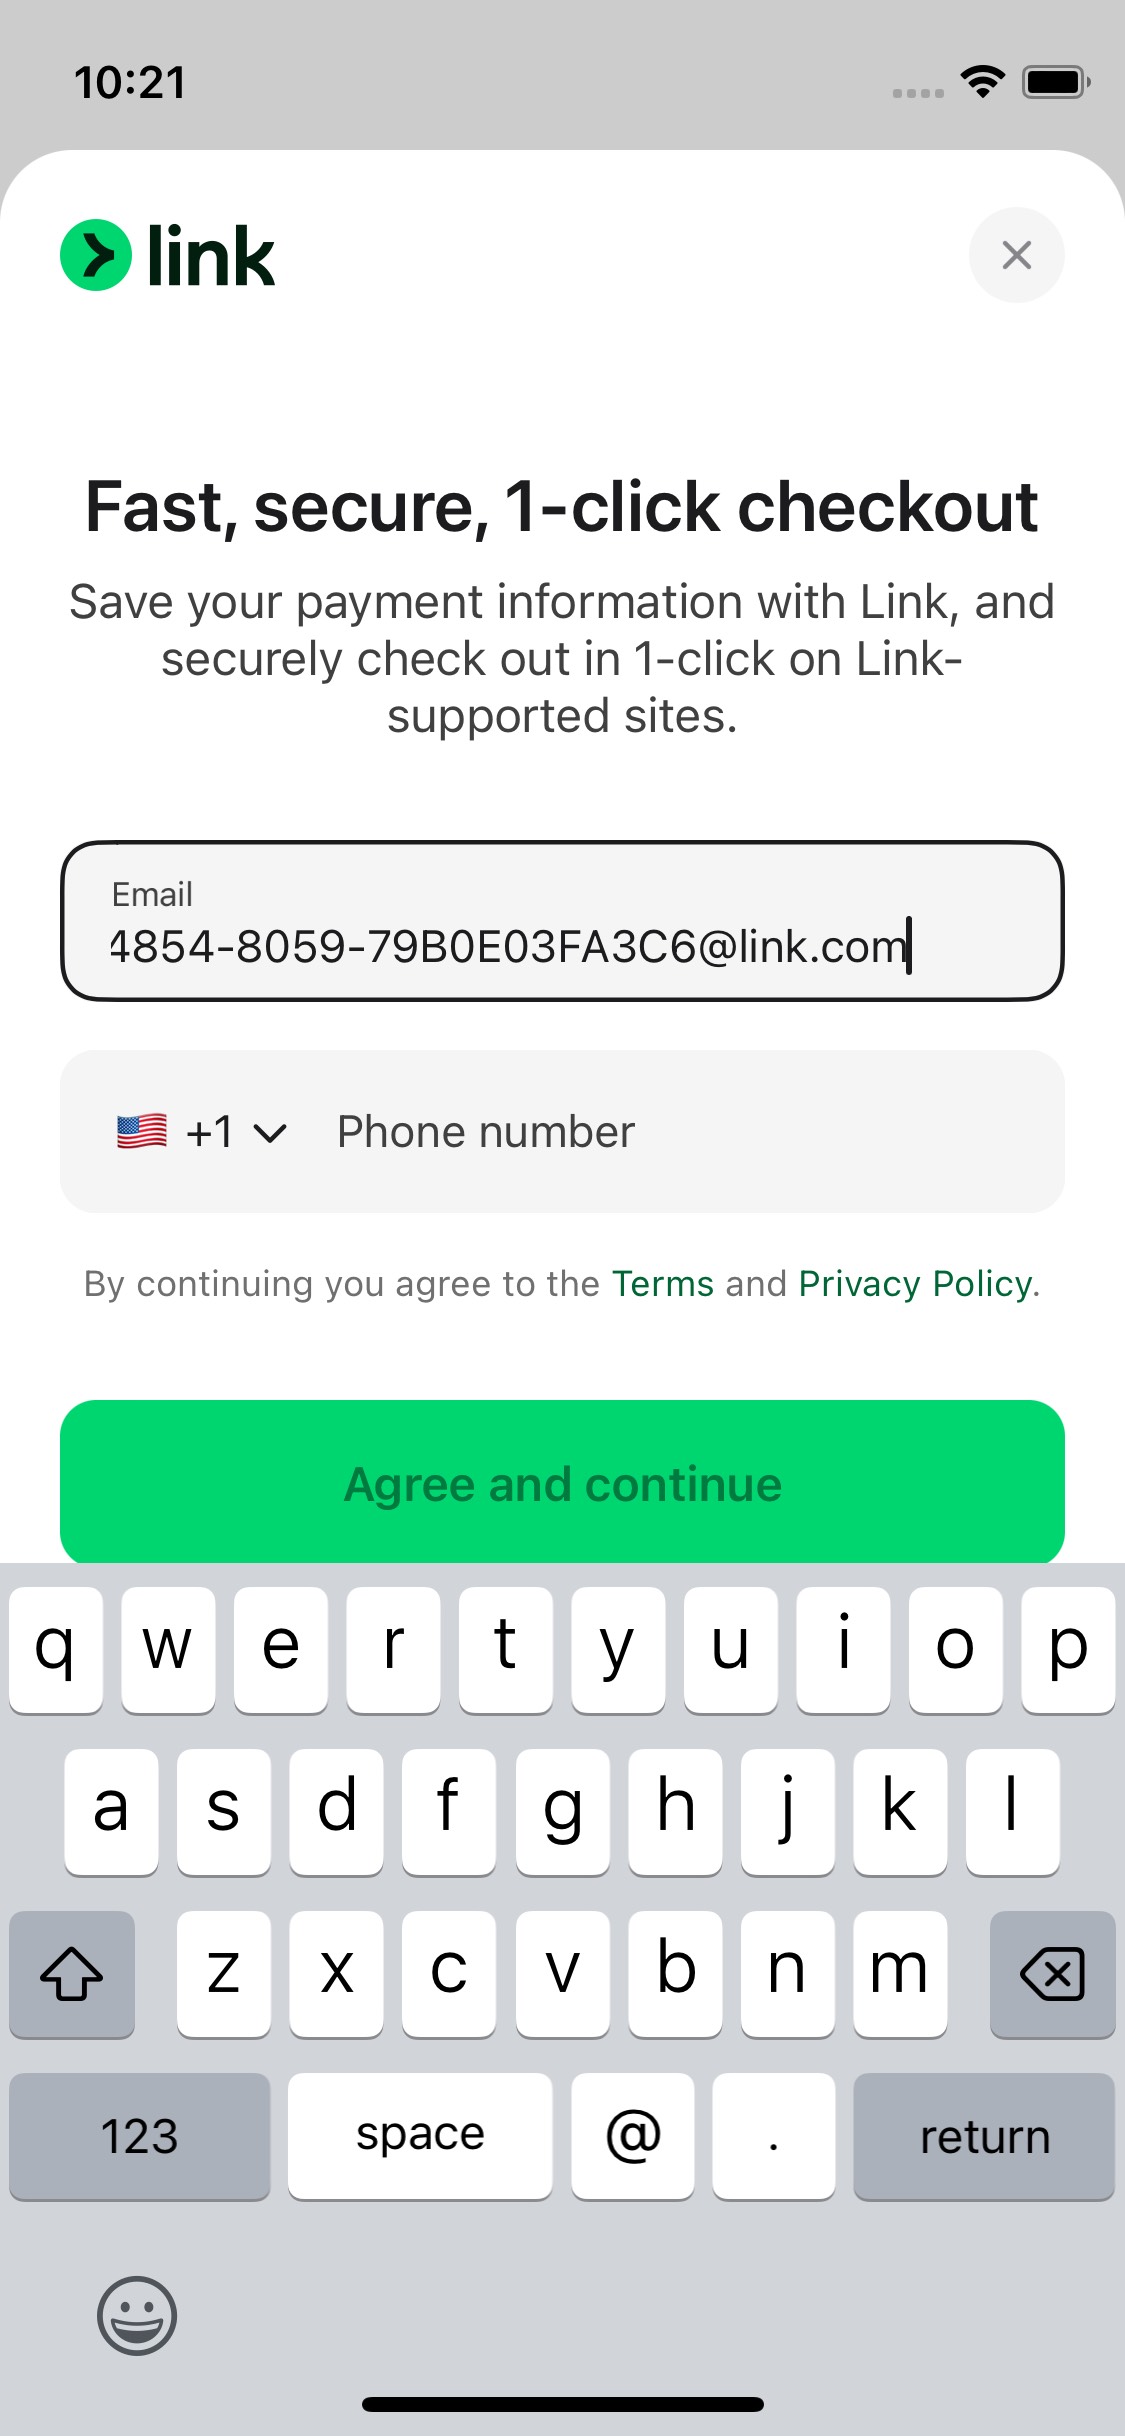 10:21
link
Fast, secure, 1-click checkout
Save your payment information with Link, and
securely check out in 1-click on Link-
supported sites.
Email
4854-8059-79B0E03FA3C6@link.com
+1 Phone number
By continuing you agree to the Terms and Privacy Policy.
Agree and continue
q w e r t y u i o p
a s d f g h j k l
z x c v b n m
123 space @ . return